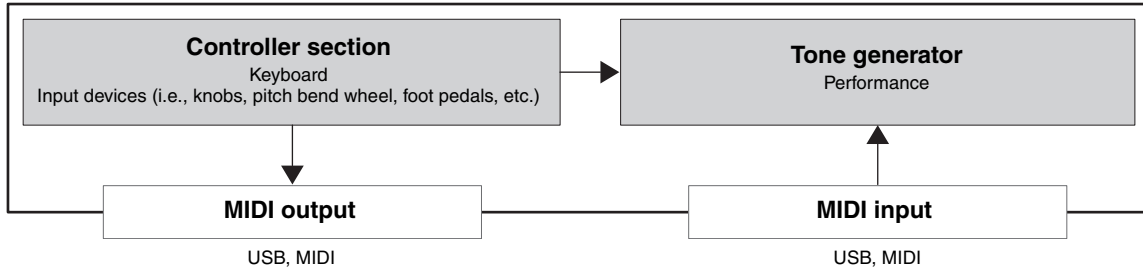 Controller section
Keyboard
Input devices (i.e., knobs, pitch bend wheel, foot pedals, etc.)
Tone generator
Performance
MIDI output
USB, MIDI
MIDI input
USB, MIDI